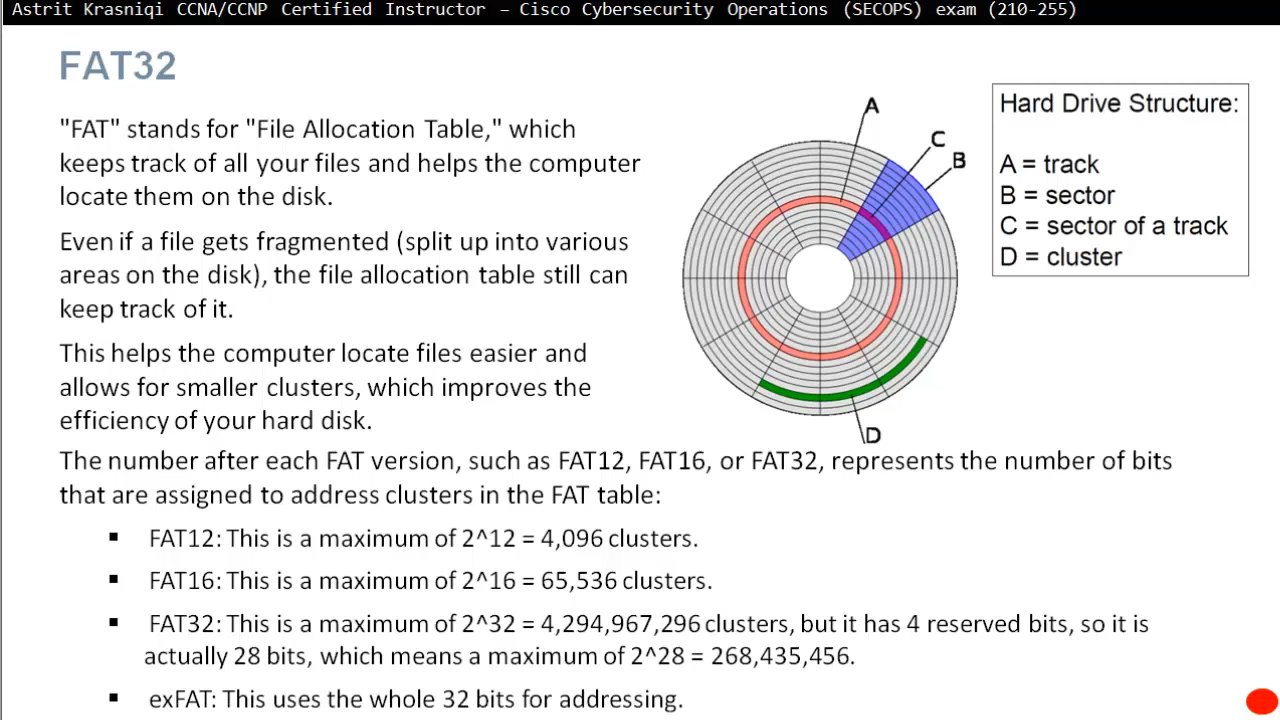 Astrit Krasniqi CCNA/CCNP Certified Instructor – Cisco Cybersecurity Operations (SECOPS) exam (210-255)
FAT32
"FAT" stands for "File Allocation Table," which
keeps track of all your files and helps the computer
locate them on the disk.
Even if a file gets fragmented (split up into various
areas on the disk), the file allocation table still can
keep track of it.
This helps the computer locate files easier and
allows for smaller clusters, which improves the
efficiency of your hard disk.
A
C
B
D
Hard Drive Structure:
A = track
B = sector
C = sector of a track
D = cluster
The number after each FAT version, such as FAT12, FAT16, or FAT32, represents the number of bits
that are assigned to address clusters in the FAT table:
▪ FAT12: This is a maximum of 2^12 = 4,096 clusters.
▪ FAT16: This is a maximum of 2^16 = 65,536 clusters.
▪ FAT32: This is a maximum of 2^32 = 4,294,967,296 clusters, but it has 4 reserved bits, so it is
actually 28 bits, which means a maximum of 2^28 = 268,435,456.
▪ exFAT: This uses the whole 32 bits for addressing.